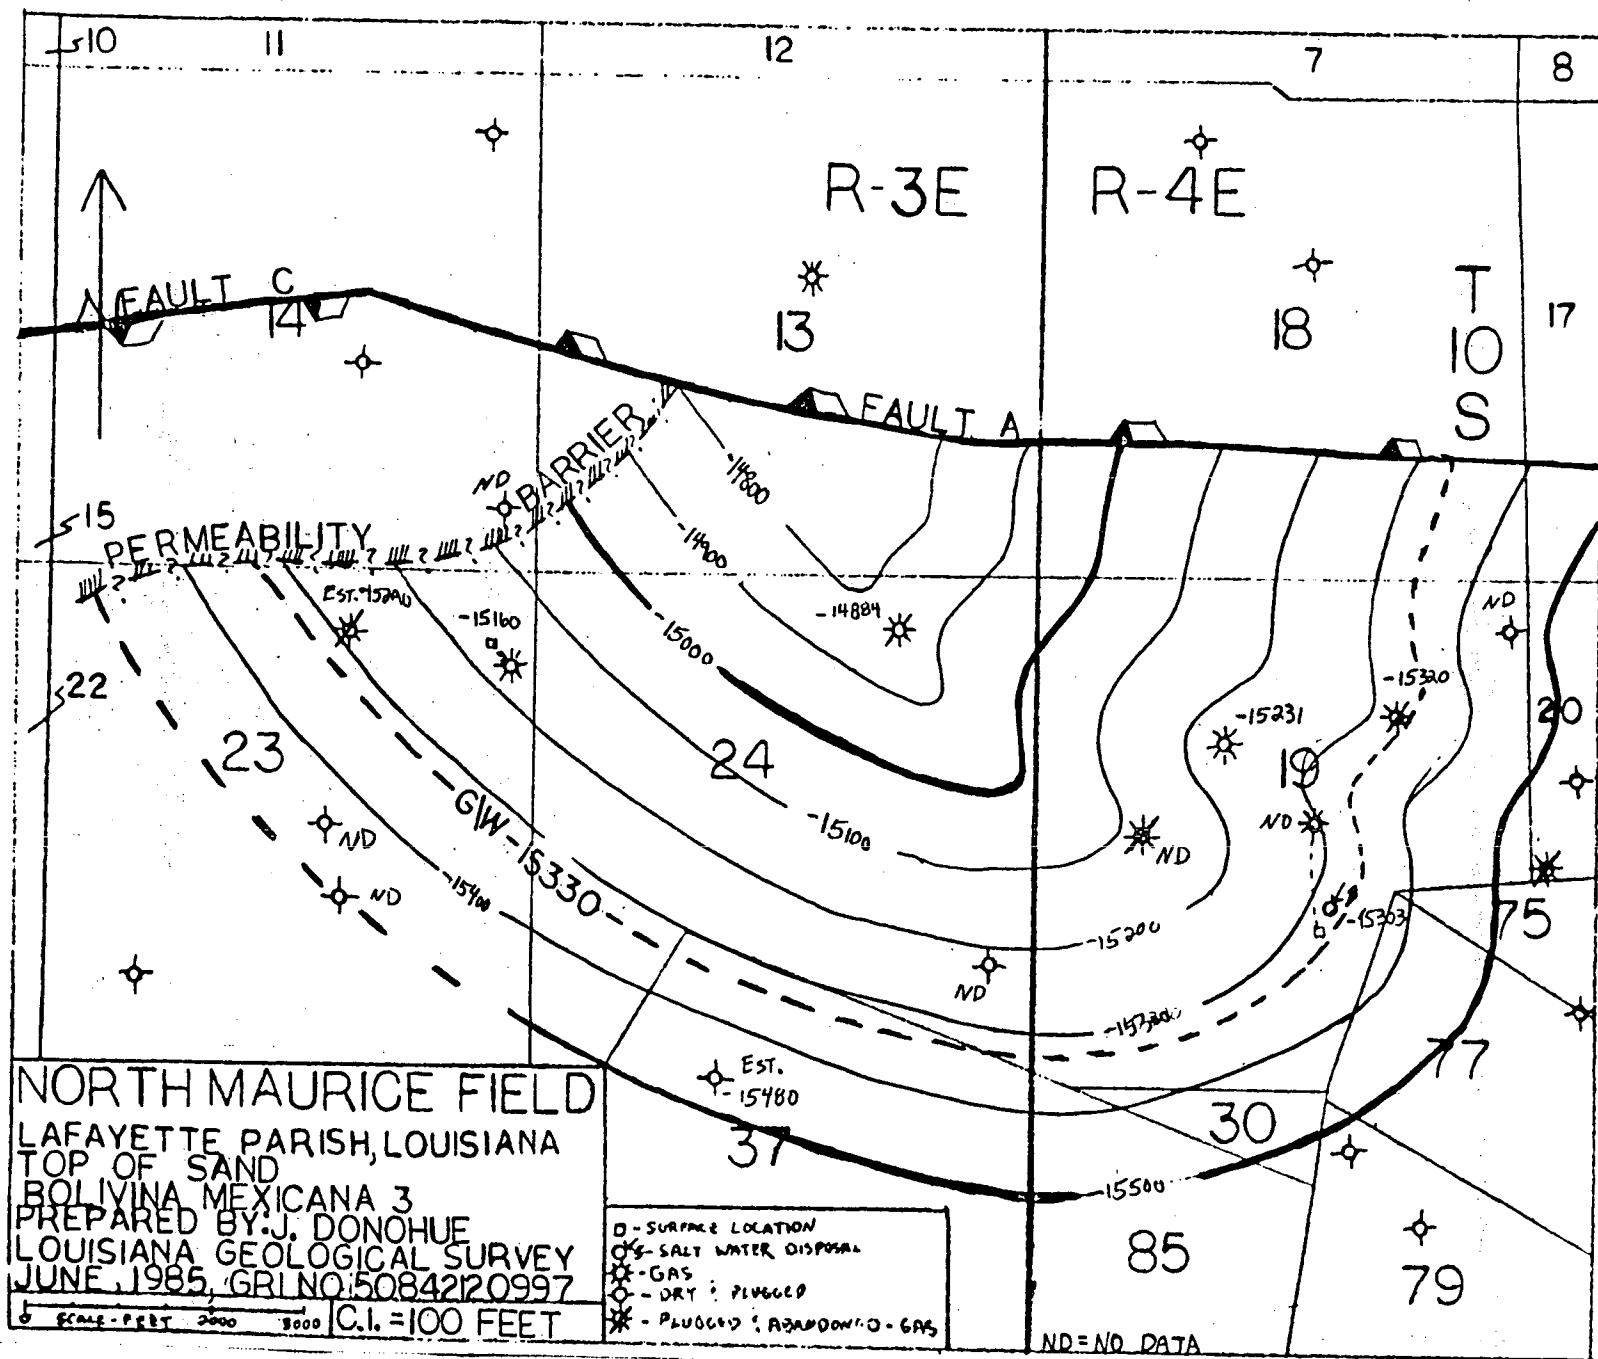 10
11
12
7
8
R-3E
R-4E
T
10
S
N
FAULT C
14
13
18
17
FAULT A
BARRIER
ND
-14800
15
PERMEABILITY
-14900
EST.
-15160
-14884
ND
-15000
22
-15320
-15231
20
23
24
19
G/W -15330
-15100
ND
ND
ND
ND
-15400
-15303
75
-15200
ND
77
EST.
-15480
30
37
-15500
85
79
NORTH MAURICE FIELD
LAFAYETTE PARISH, LOUISIANA
TOP OF SAND
BOLIVINA MEXICANA 3
PREPARED BY: J. DONOHUE
LOUISIANA GEOLOGICAL SURVEY
JUNE, 1985, GRI NO. 50842120997
0 SCALE-FEET 2000 3000
C.I. = 100 FEET
- SURFACE LOCATION
- SALT WATER DISPOSAL
- GAS
- DRY & PLUGGED
- PLUGGED & ABANDONED - GAS
ND = NO DATA